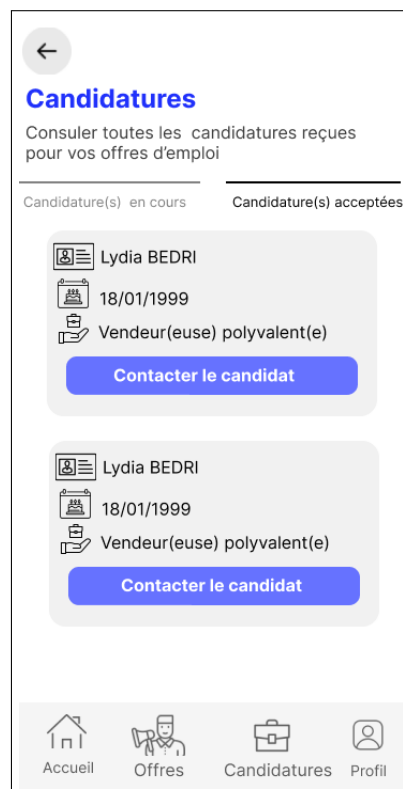 Candidatures
Consuler toutes les candidatures reçues
pour vos offres d'emploi
Candidature(s) en cours
Candidature(s) acceptées
Lydia BEDRI
18/01/1999
Vendeur(euse) polyvalent(e)
Contacter le candidat
Lydia BEDRI
18/01/1999
Vendeur(euse) polyvalent(e)
Contacter le candidat
Accueil Offres Candidatures Profil